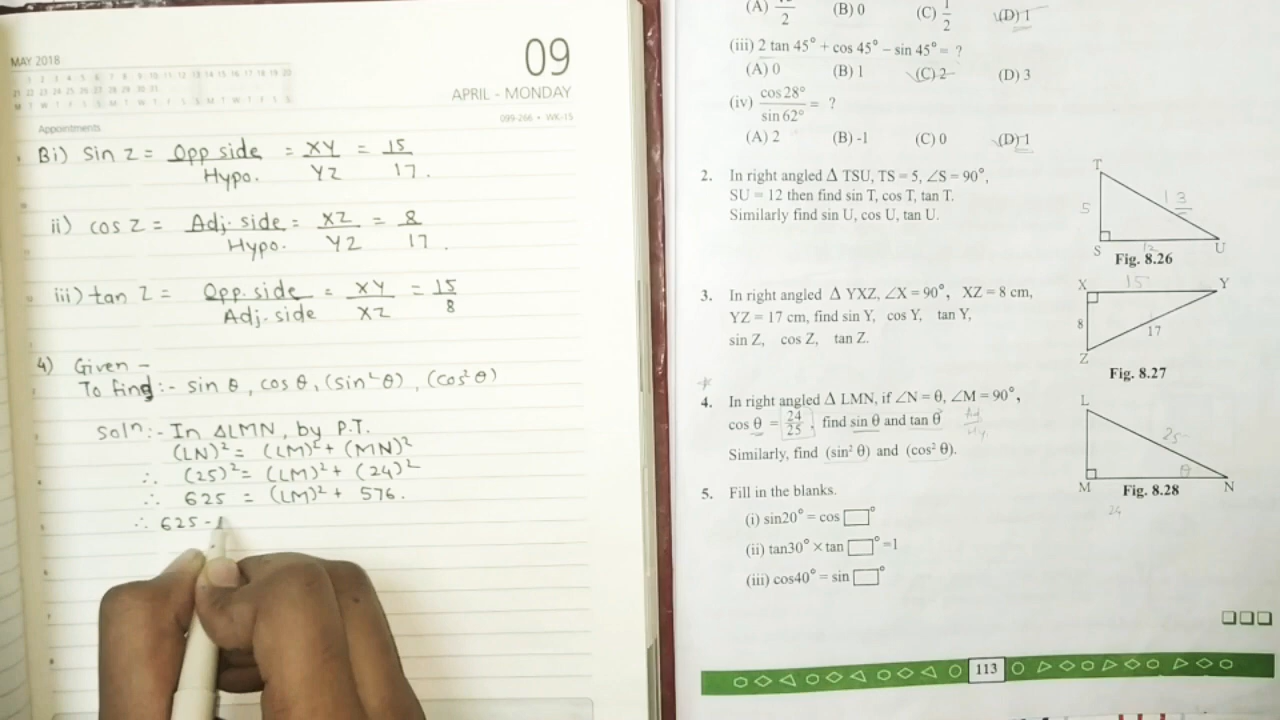 MAY 2018
09
APRIL - MONDAY
099-266 • WK-15
Appointments
Bi) Sin Z = Opp side / Hypo. = XY / YZ = 15 / 17.
ii) cos Z = Adj. side / Hypo. = XZ / YZ = 8 / 17.
iii) tan Z = Opp. side / Adj. side = XY / XZ = 15 / 8
4) Given -
To find :- sin θ, cos θ, (sin² θ), (cos² θ)
Solⁿ :- In ΔLMN, by P.T.
(LN)² = (LM)² + (MN)²
∴ (25)² = (LM)² + (24)²
∴ 625 = (LM)² + 576.
∴ 625 -
(A) / 2 (B) 0 (C) 1 / 2 (D) 1
(iii) 2 tan 45° + cos 45° – sin 45° = ?
(A) 0 (B) 1 (C) 2 (D) 3
(iv) cos 28° / sin 62° = ?
(A) 2 (B) -1 (C) 0 (D) 1
2. In right angled Δ TSU, TS = 5, ∠S = 90°,
SU = 12 then find sin T, cos T, tan T.
Similarly find sin U, cos U, tan U.
T
5
13
S
12
U
Fig. 8.26
3. In right angled Δ YXZ, ∠X = 90°, XZ = 8 cm,
YZ = 17 cm, find sin Y, cos Y, tan Y,
sin Z, cos Z, tan Z.
X
15
Y
8
17
Z
Fig. 8.27
4. In right angled Δ LMN, if ∠N = θ, ∠M = 90°,
cos θ = 24 / 25, find sin θ and tan θ
Similarly, find (sin² θ) and (cos² θ).
L
25
θ
M
N
Fig. 8.28
24
5. Fill in the blanks.
(i) sin20° = cos □°
(ii) tan30° × tan □° =1
(iii) cos40° = sin □°
113